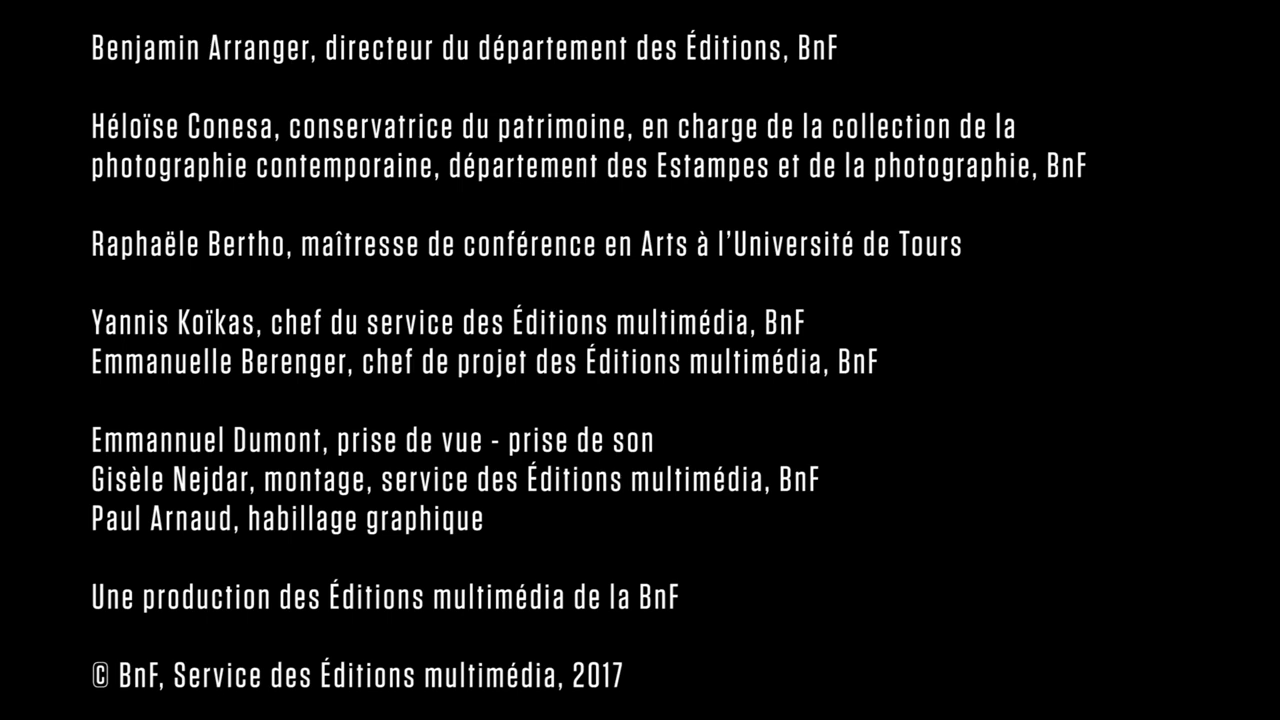 Benjamin Arranger, directeur du département des Éditions, BnF
Héloïse Conesa, conservatrice du patrimoine, en charge de la collection de la
photographie contemporaine, département des Estampes et de la photographie, BnF
Raphaële Bertho, maîtresse de conférence en Arts à l’Université de Tours
Yannis Koïkas, chef du service des Éditions multimédia, BnF
Emmanuelle Berenger, chef de projet des Éditions multimédia, BnF
Emmannuel Dumont, prise de vue - prise de son
Gisèle Nejdar, montage, service des Éditions multimédia, BnF
Paul Arnaud, habillage graphique
Une production des Éditions multimédia de la BnF
© BnF, Service des Éditions multimédia, 2017